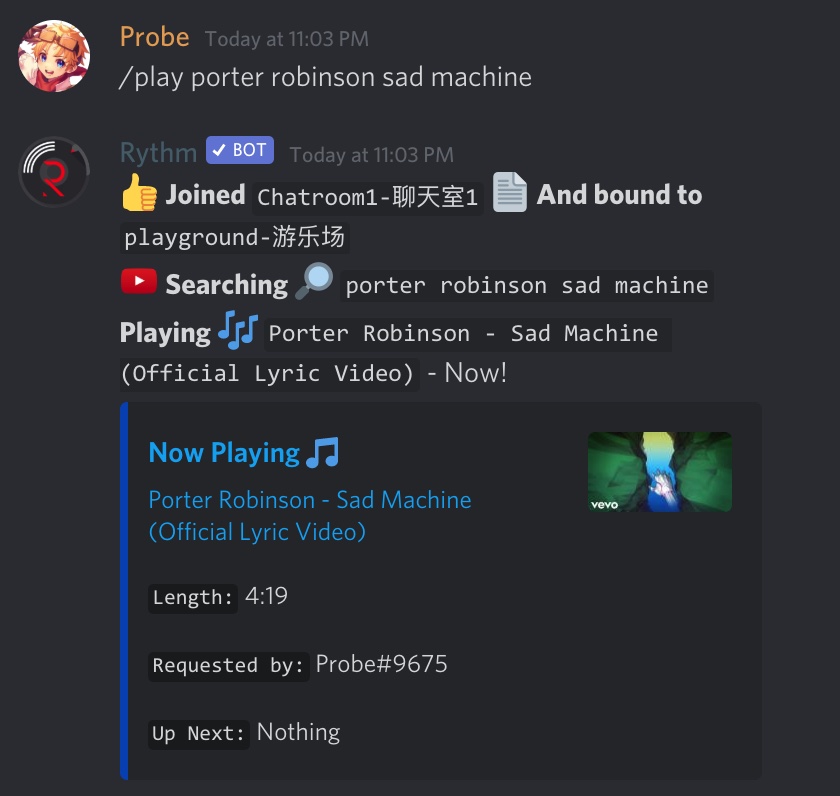 Probe Today at 11:03 PM
/play porter robinson sad machine
Rythm ✓ BOT Today at 11:03 PM
👍 Joined Chatroom1-聊天室1 📄 And bound to
playground-游乐场
Searching 🔎 porter robinson sad machine
Playing 🎶 Porter Robinson - Sad Machine
(Official Lyric Video) - Now!
Now Playing 🎵
Porter Robinson - Sad Machine
(Official Lyric Video)
vevo
Length: 4:19
Requested by: Probe#9675
Up Next: Nothing